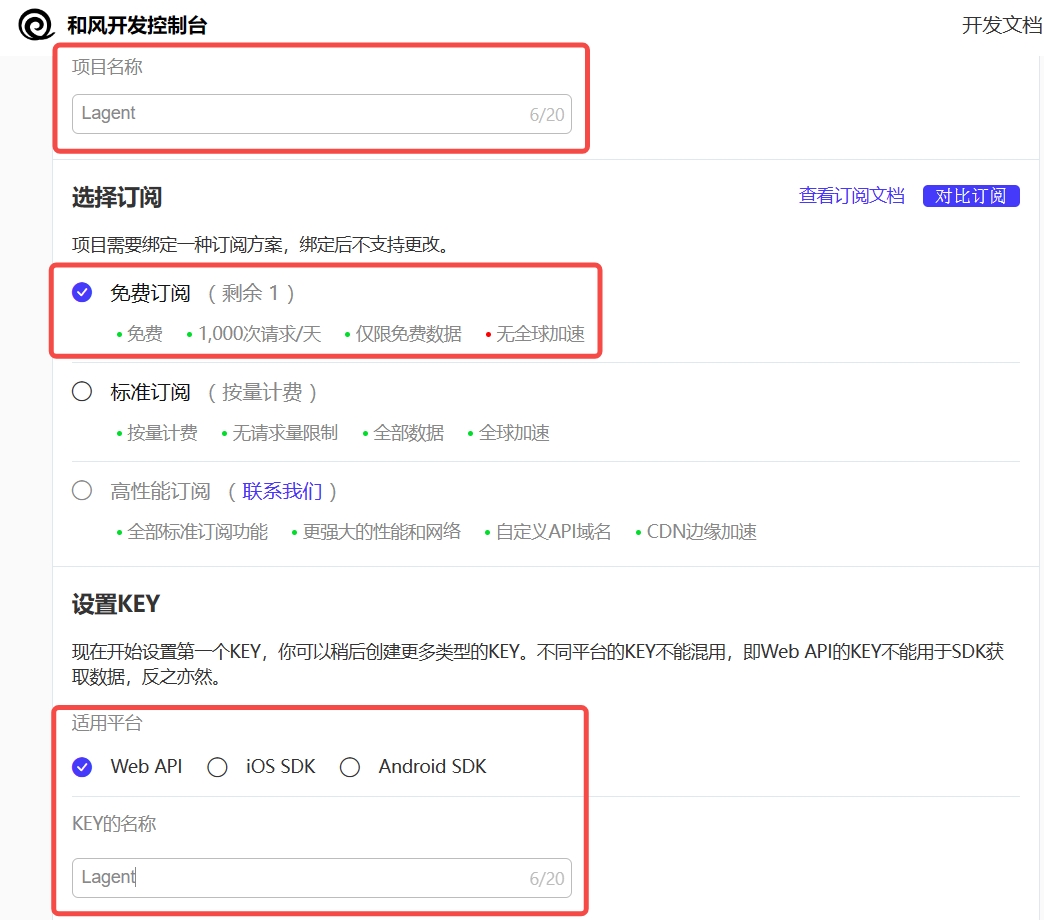 和风开发控制台 开发文档
项目名称
Lagent 6/20
选择订阅 查看订阅文档 对比订阅
项目需要绑定一种订阅方案，绑定后不支持更改。
免费订阅 （ 剩余 1 ）
• 免费 • 1,000次请求/天 • 仅限免费数据 • 无全球加速
标准订阅 （ 按量计费 ）
• 按量计费 • 无请求量限制 • 全部数据 • 全球加速
高性能订阅 （ 联系我们 ）
• 全部标准订阅功能 • 更强大的性能和网络 • 自定义API域名 • CDN边缘加速
设置KEY
现在开始设置第一个KEY，你可以稍后创建更多类型的KEY。不同平台的KEY不能混用，即Web API的KEY不能用于SDK获
取数据，反之亦然。
适用平台
Web API iOS SDK Android SDK
KEY的名称
Lagent 6/20